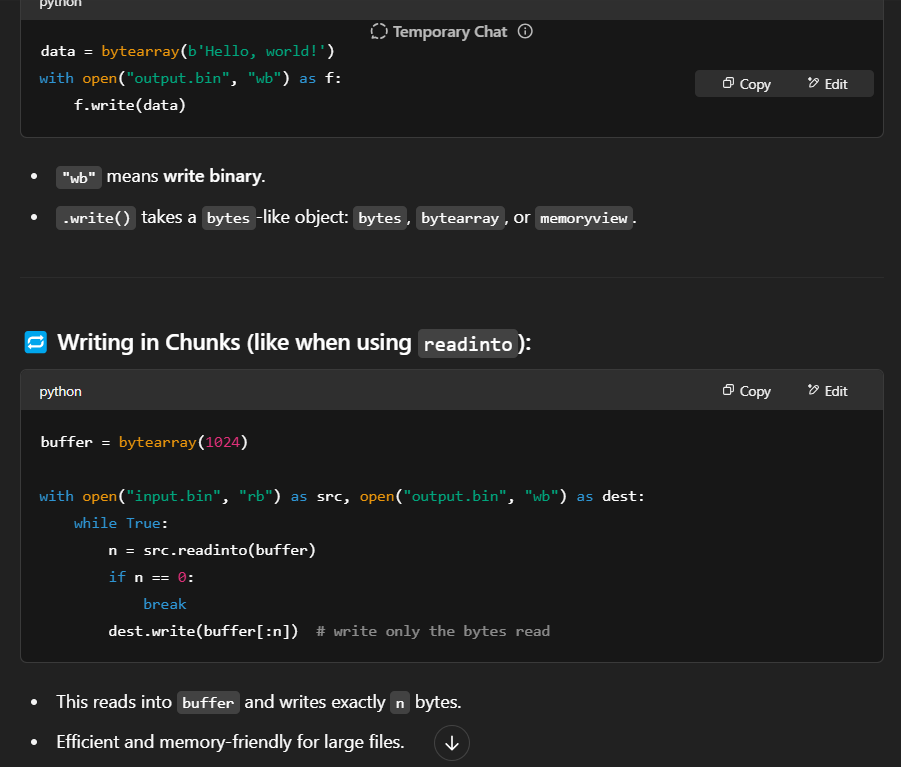 python
Temporary Chat
data = bytearray(b'Hello, world!')
with open("output.bin", "wb") as f:
    f.write(data)
Copy Edit
• "wb" means write binary.
• .write() takes a bytes-like object: bytes, bytearray, or memoryview.
Writing in Chunks (like when using readinto):
python Copy Edit
buffer = bytearray(1024)
with open("input.bin", "rb") as src, open("output.bin", "wb") as dest:
    while True:
        n = src.readinto(buffer)
        if n == 0:
            break
        dest.write(buffer[:n])  # write only the bytes read
• This reads into buffer and writes exactly n bytes.
• Efficient and memory-friendly for large files.